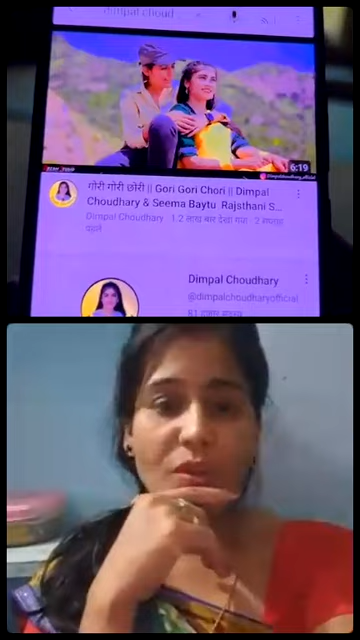 dimpal choud
6:19
गोरी गोरी छोरी || Gori Gori Chori || Dimpal
Choudhary & Seema Baytu Rajsthani S...
Dimpal Choudhary · 1.2 लाख बार देखा गया · 2 सप्ताह
पहले
Dimpal Choudhary
@dimpalchoudharyofficial